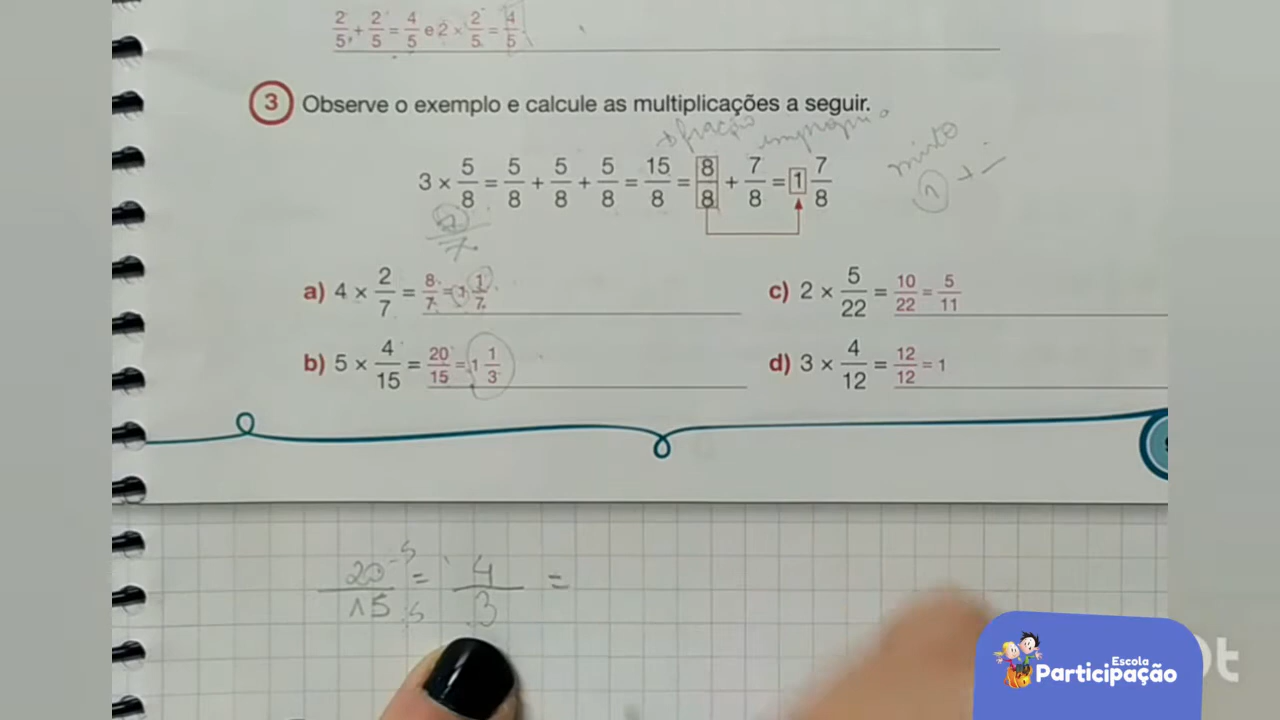 2/5 + 2/5 = 4/5 e 2 × 2/5 = 4/5
3 Observe o exemplo e calcule as multiplicações a seguir.
fração imprópria
misto
3 × 5/8 = 5/8 + 5/8 + 5/8 = 15/8 = 8/8 + 7/8 = 1 7/8
a) 4 × 2/7 = 8/7 = 1 1/7
c) 2 × 5/22 = 10/22 = 5/11
b) 5 × 4/15 = 20/15 = 1 1/3
d) 3 × 4/12 = 12/12 = 1
20/15 = 4/3 =
Escola
Participação